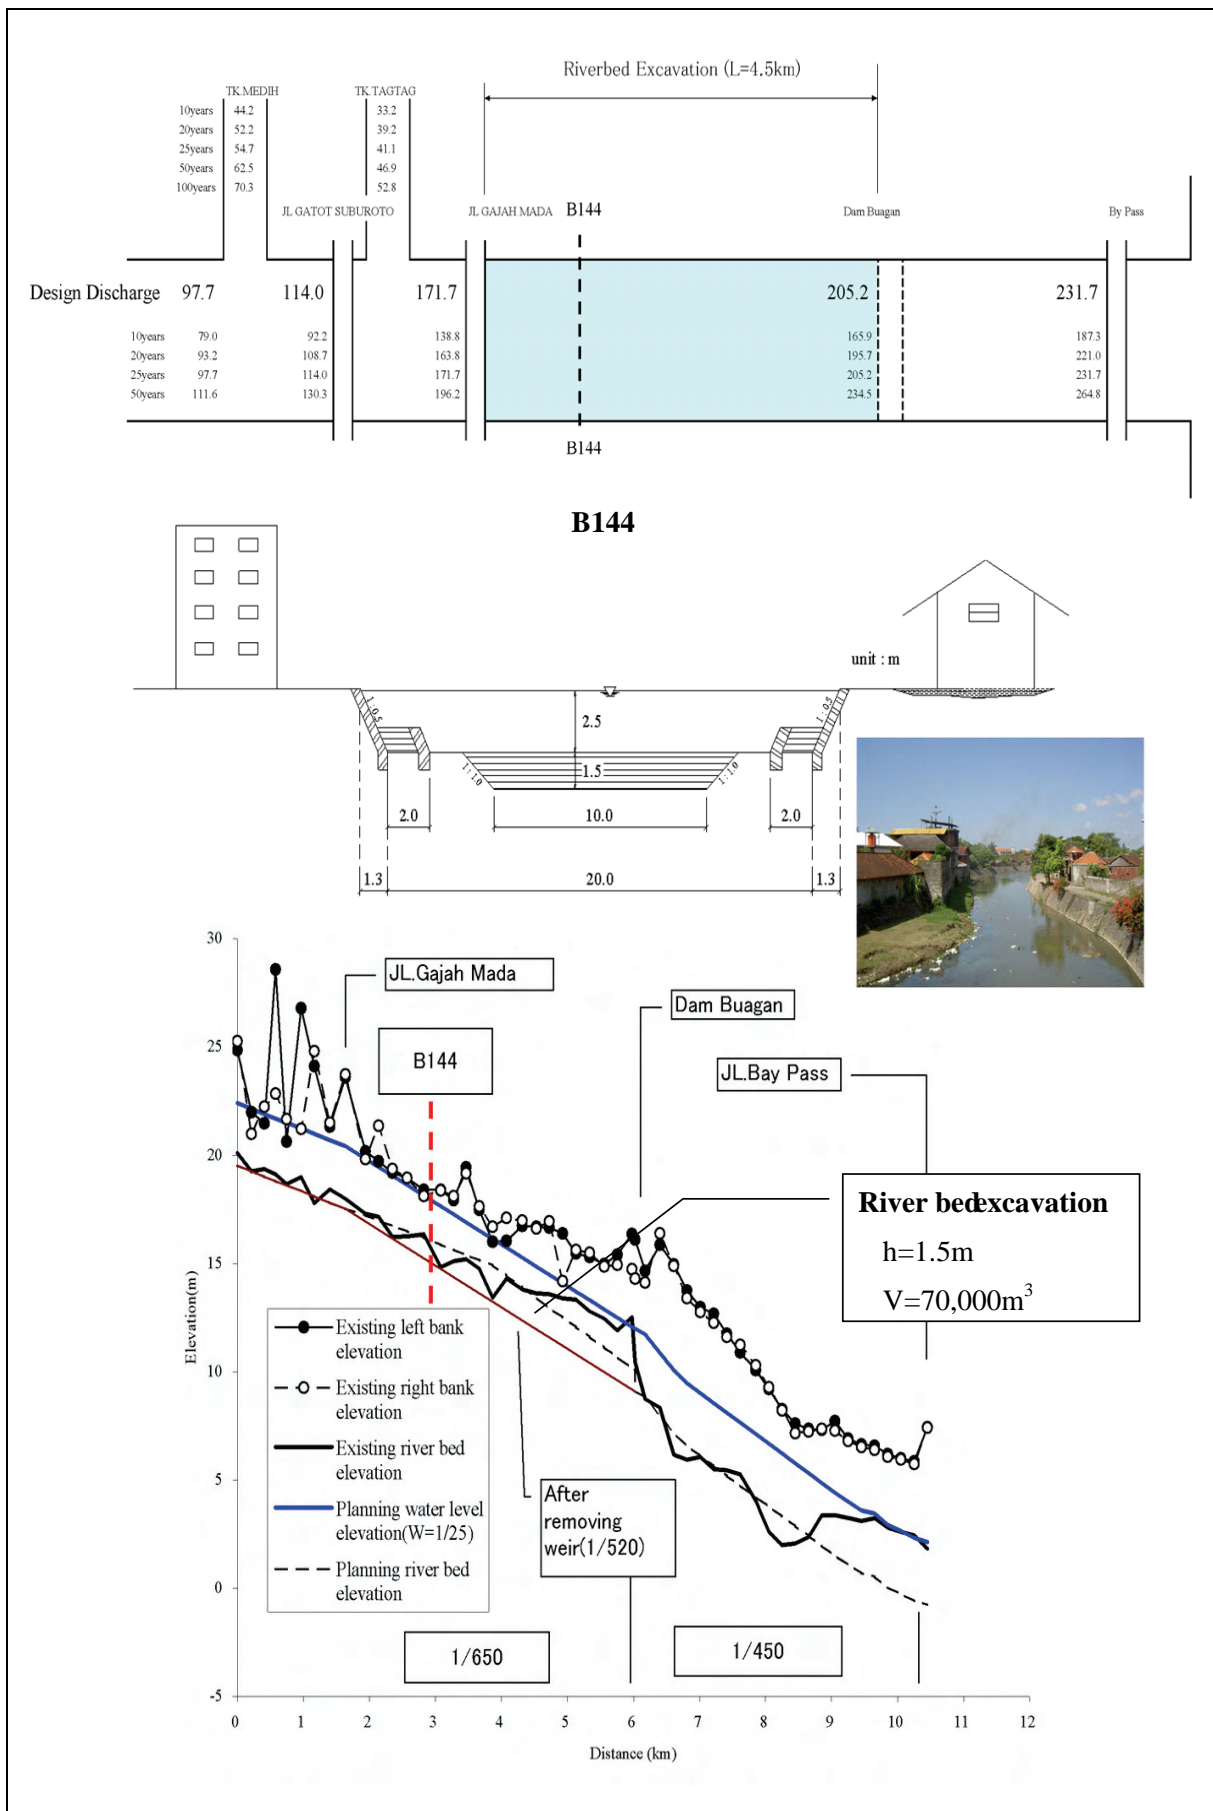 Riverbed Excavation (L=4.5km)
TK.MEDIH TK.TAGTAG
10years 44.2 33.2
20years 52.2 39.2
25years 54.7 41.1
50years 62.5 46.9
100years 70.3 52.8
JL GATOT SUBUROTO JL GAJAH MADA B144 Dam Buagan By Pass
Design Discharge 97.7 114.0 171.7 205.2 231.7
10years 79.0 92.2 138.8 165.9 187.3
20years 93.2 108.7 163.8 195.7 221.0
25years 97.7 114.0 171.7 205.2 231.7
50years 111.6 130.3 196.2 234.5 264.8
B144
B144
unit : m
1 : 0.5 1 : 0.5
2.5
1 : 1.0 1.5 1 : 1.0
2.0 10.0 2.0
1.3 20.0 1.3
30
JL.Gajah Mada
Dam Buagan
25
B144
JL.Bay Pass
20
River bedexcavation
h=1.5m
V=70,000m³
15
Elevation(m)
10
Existing left bank
elevation
Existing right bank
elevation
Existing river bed
elevation
Planning water level
elevation(W=1/25)
Planning river bed
elevation
5
After
removing
weir(1/520)
0
1/650 1/450
-5
0 1 2 3 4 5 6 7 8 9 10 11 12
Distance (km)